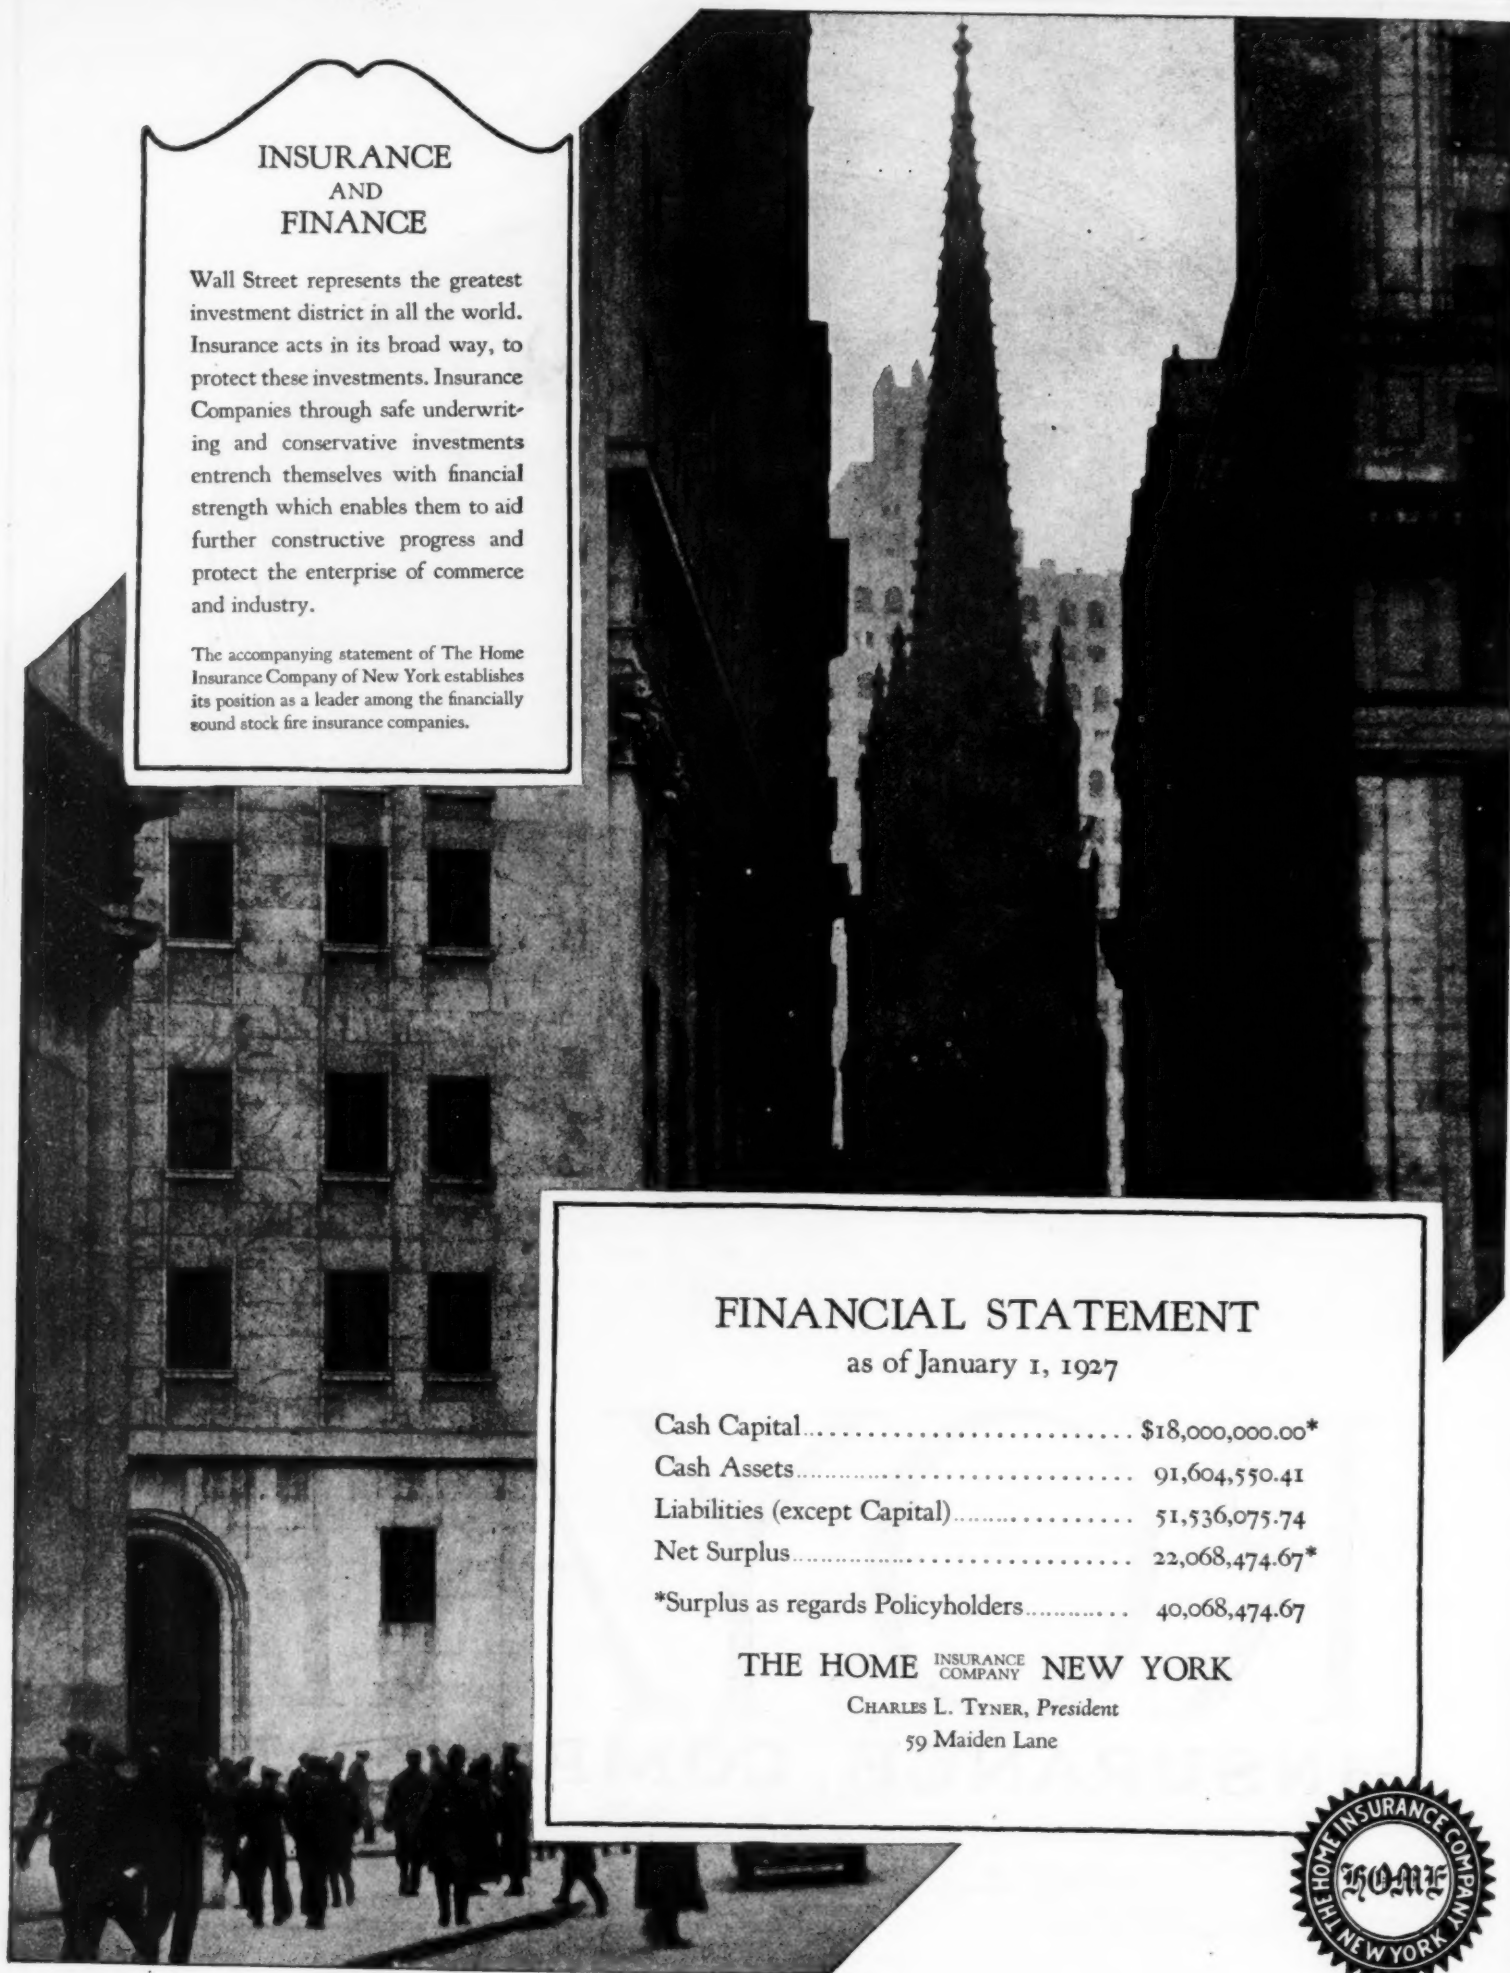 INSURANCE
AND
FINANCE
Wall Street represents the greatest
investment district in all the world.
Insurance acts in its broad way, to
protect these investments. Insurance
Companies through safe underwrit-
ing and conservative investments
entrench themselves with financial
strength which enables them to aid
further constructive progress and
protect the enterprise of commerce
and industry.
The accompanying statement of The Home
Insurance Company of New York establishes
its position as a leader among the financially
sound stock fire insurance companies.
FINANCIAL STATEMENT
as of January 1, 1927
Cash Capital........................... $18,000,000.00*
Cash Assets........................... 91,604,550.41
Liabilities (except Capital)................. 51,536,075.74
Net Surplus........................... 22,068,474.67*
*Surplus as regards Policyholders............ 40,068,474.67
THE HOME INSURANCE COMPANY NEW YORK
CHARLES L. TYNER, President
59 Maiden Lane
THE HOME INSURANCE COMPANY
HOME
NEW YORK